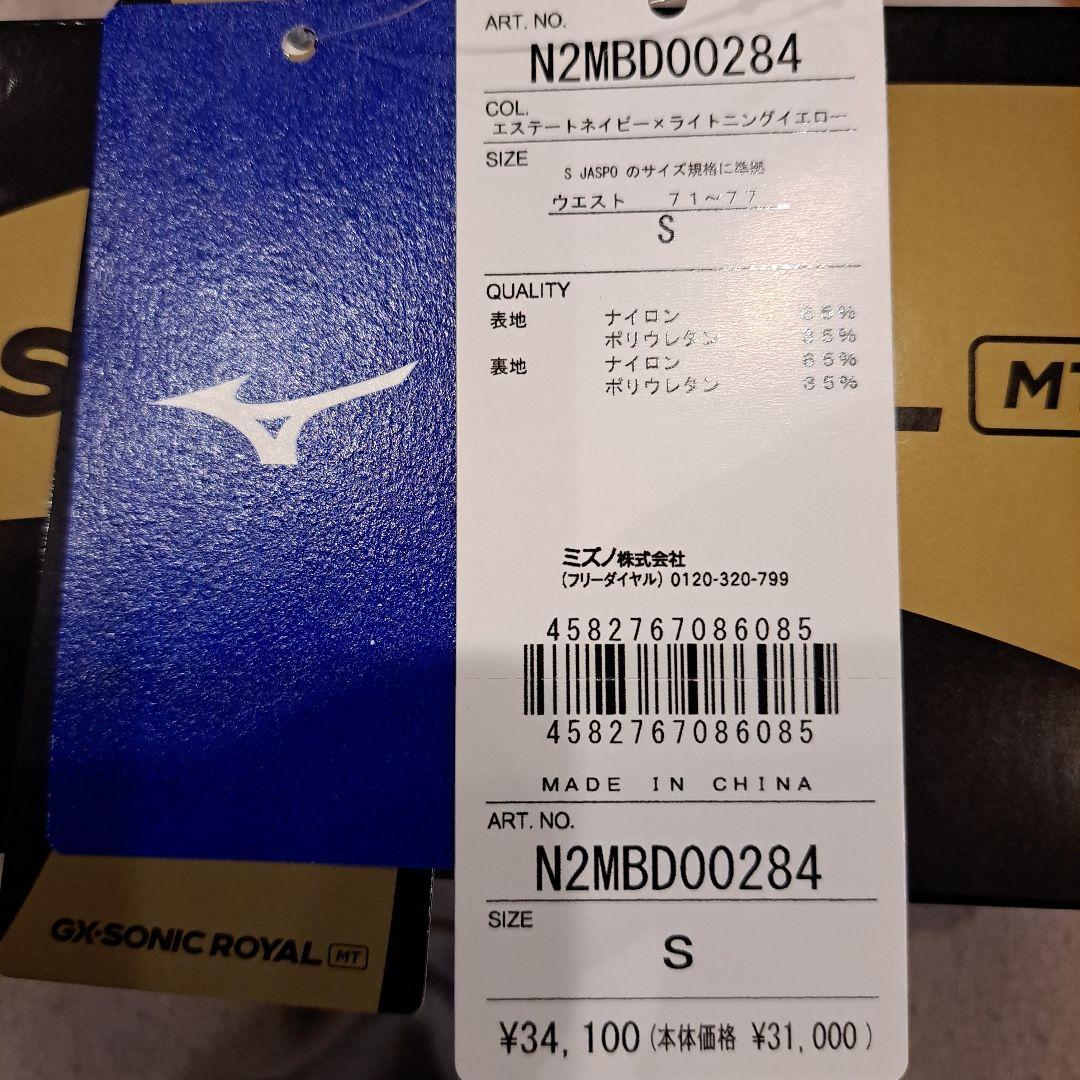 ART. NO.
N2MBD00284
COL.
エステートネイビー×ライトニングイエロー
SIZE
S JASPO のサイズ規格に準拠
ウエスト 71~77
S
QUALITY
表地 ナイロン 65%
ポリウレタン 35%
裏地 ナイロン 65%
ポリウレタン 35%
ミズノ株式会社
(フリーダイヤル) 0120-320-799
4582767086085
4582767086085
MADE IN CHINA
ART. NO.
N2MBD00284
SIZE
S
¥34,100(本体価格 ¥31,000)
GX·SONIC ROYAL MT
S
L MT